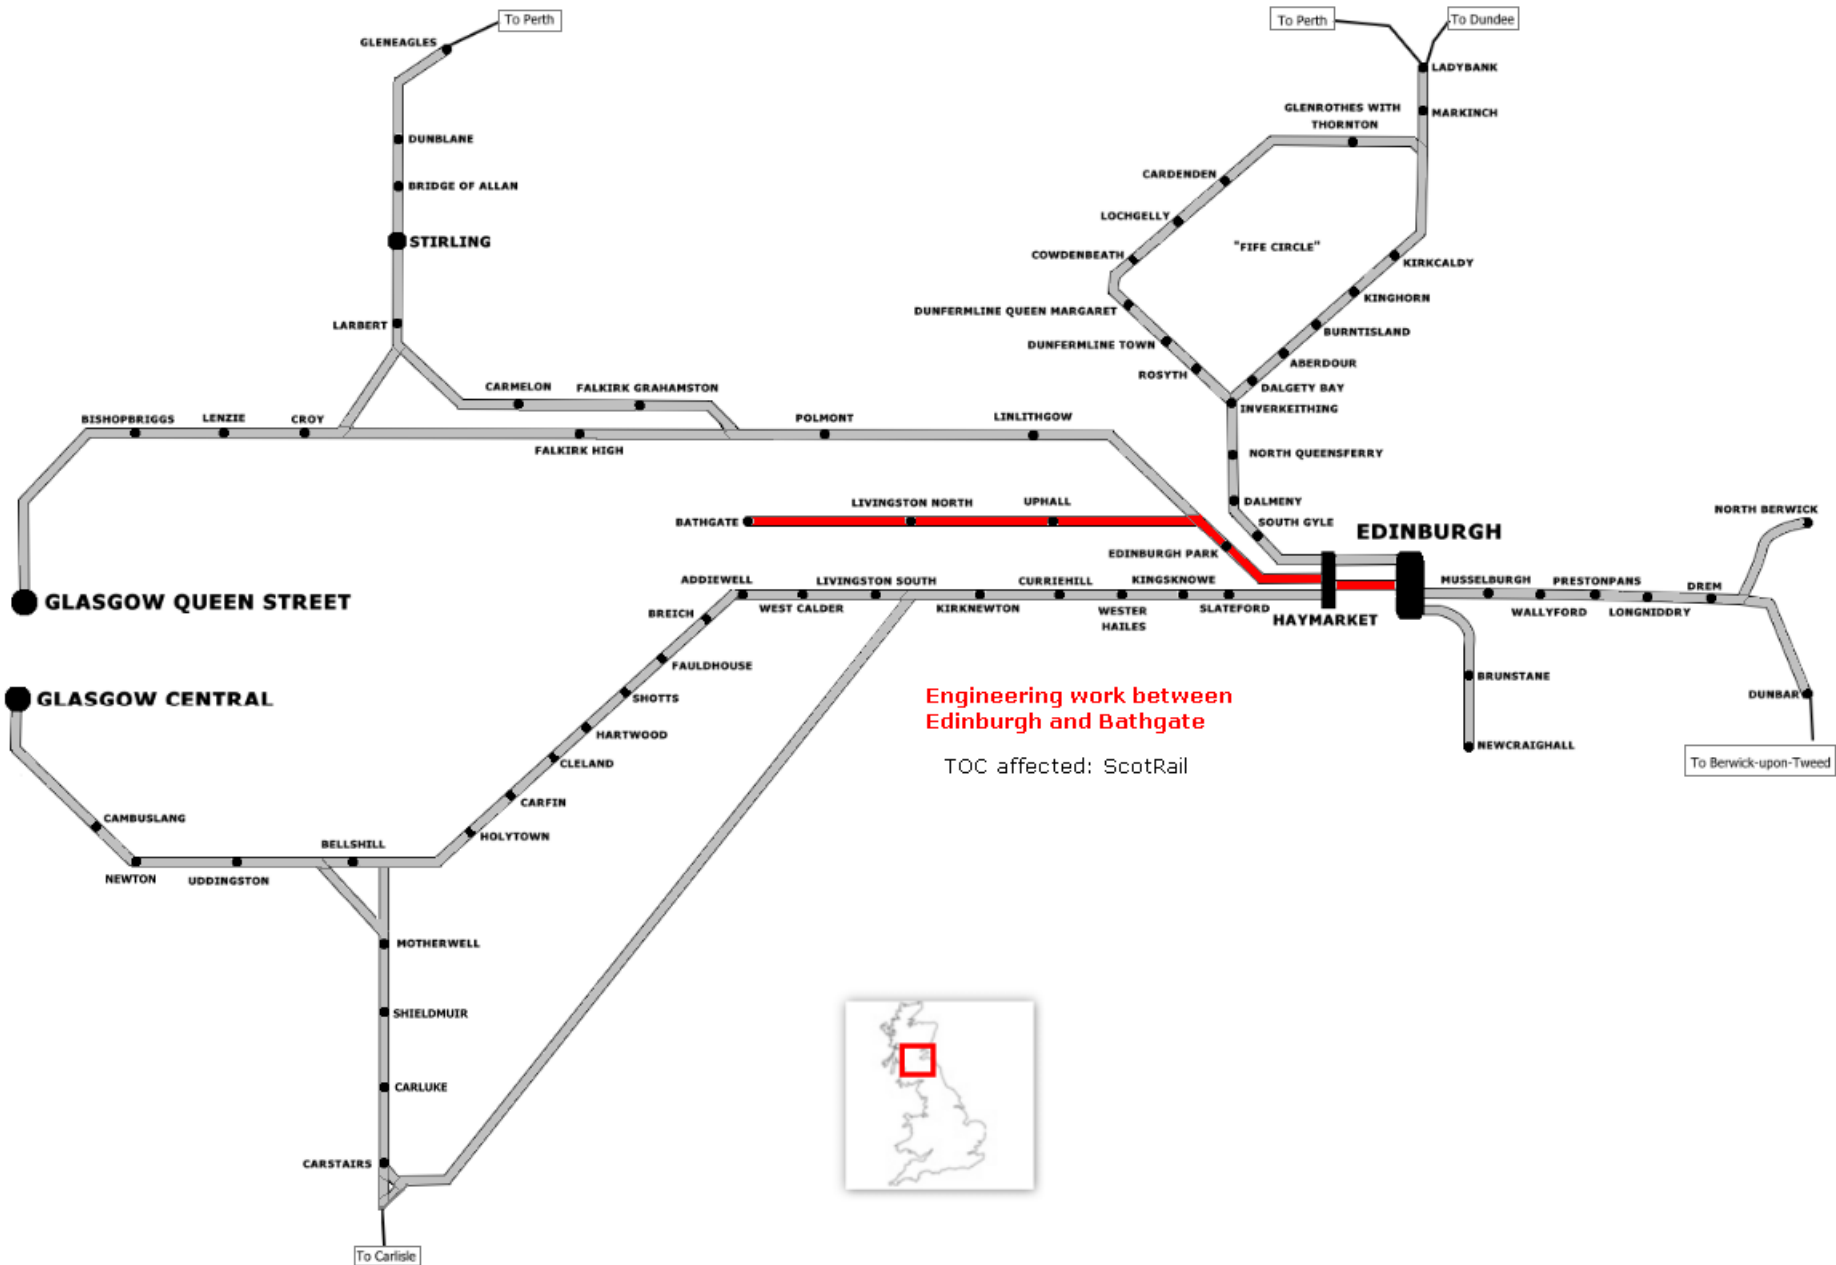 To Perth
GLENEAGLES
DUNBLANE
BRIDGE OF ALLAN
STIRLING
LARBERT
CARMELON
FALKIRK GRAHAMSTON
BISHOPBRIGGS
LENZIE
CROY
FALKIRK HIGH
POLMONT
LINLITHGOW
GLASGOW QUEEN STREET
To Perth
To Dundee
LADYBANK
MARKINCH
GLENROTHES WITH
THORNTON
CARDENDEN
LOCHGELLY
COWDENBEATH
"FIFE CIRCLE"
DUNFERMLINE QUEEN MARGARET
DUNFERMLINE TOWN
ROSYTH
KIRKCALDY
KINGHORN
BURNTISLAND
ABERDOUR
DALGETY BAY
INVERKEITHING
NORTH QUEENSFERRY
DALMENY
SOUTH GYLE
BATHGATE
LIVINGSTON NORTH
UPHALL
EDINBURGH PARK
EDINBURGH
HAYMARKET
ADDIEWELL
WEST CALDER
LIVINGSTON SOUTH
KIRKNEWTON
CURRIEHILL
WESTER
HAILES
KINGSKNOWE
SLATEFORD
MUSSELBURGH
WALLYFORD
PRESTONPANS
LONGNIDDRY
DREM
NORTH BERWICK
DUNBAR
To Berwick-upon-Tweed
BRUNSTANE
NEWCRAIGHALL
BREICH
FAULDHOUSE
SHOTTS
HARTWOOD
CLELAND
CARFIN
HOLYTOWN
GLASGOW CENTRAL
CAMBUSLANG
NEWTON
UDDINGSTON
BELLSHILL
MOTHERWELL
SHIELDMUIR
CARLUKE
CARSTAIRS
To Carlisle
Engineering work between
Edinburgh and Bathgate
TOC affected: ScotRail